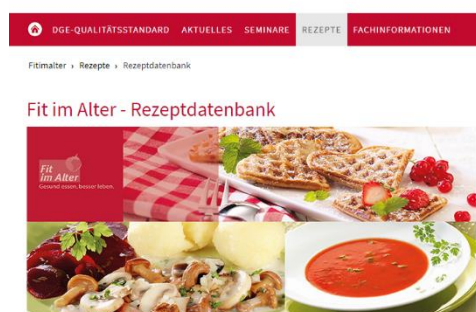 DGE-QUALITÄTSSTANDARD AKTUELLES SEMINARE REZEPTE FACHINFORMATIONEN
Fitimalter › Rezepte › Rezeptdatenbank
Fit im Alter - Rezeptdatenbank
Fit
im Alter
Gesund essen, besser leben.